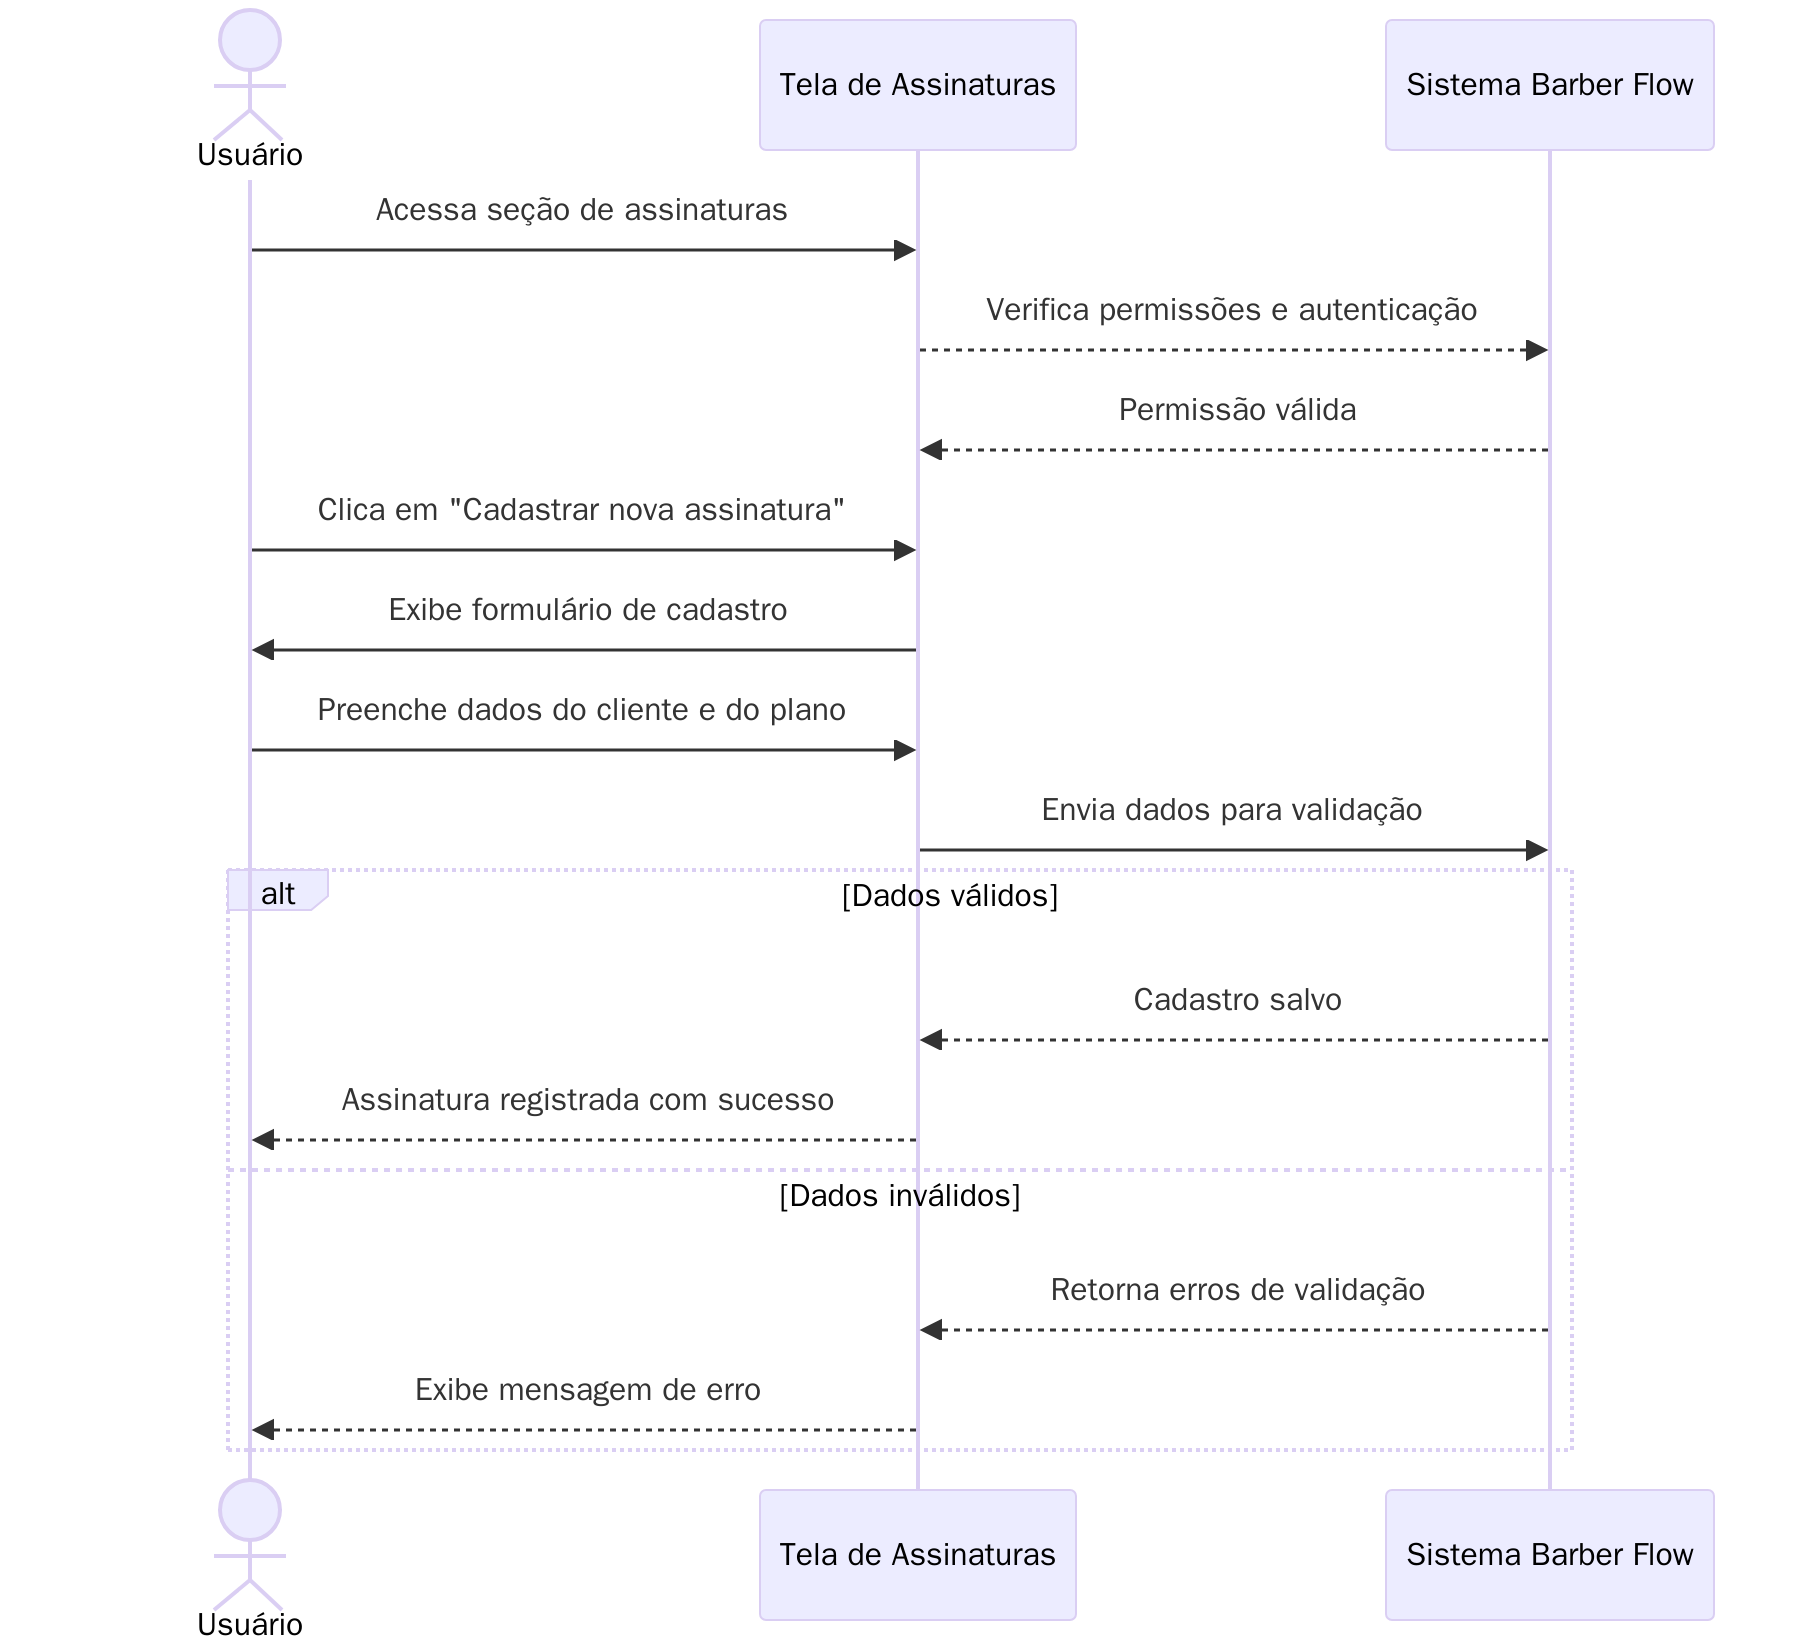 Usuário
Tela de Assinaturas
Sistema Barber Flow
Acessa seção de assinaturas
Verifica permissões e autenticação
Permissão válida
Clica em "Cadastrar nova assinatura"
Exibe formulário de cadastro
Preenche dados do cliente e do plano
Envia dados para validação
alt
[Dados válidos]
Cadastro salvo
Assinatura registrada com sucesso
[Dados inválidos]
Retorna erros de validação
Exibe mensagem de erro
Usuário
Tela de Assinaturas
Sistema Barber Flow